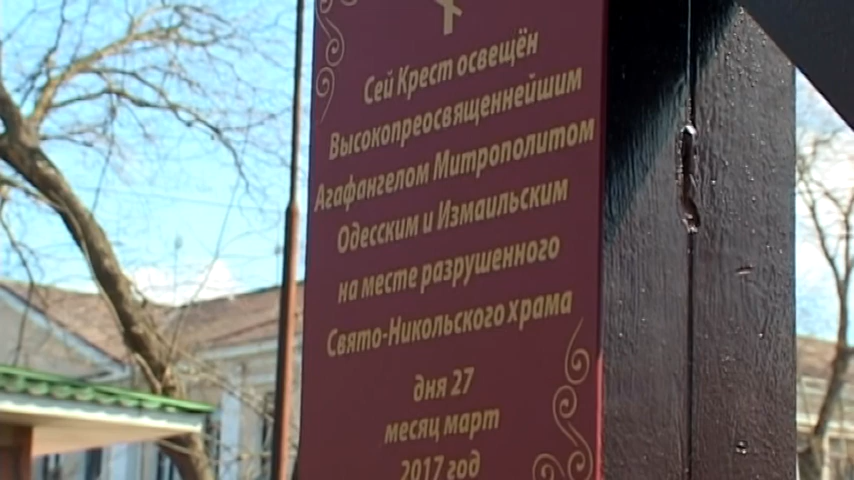 Сей Крест освещён
Высокопреосвященнейшим
Агафангелом Митрополитом
Одесским и Измаильским
на месте разрушенного
Свято-Никольского храма
дня 27
месяц март
2017 год